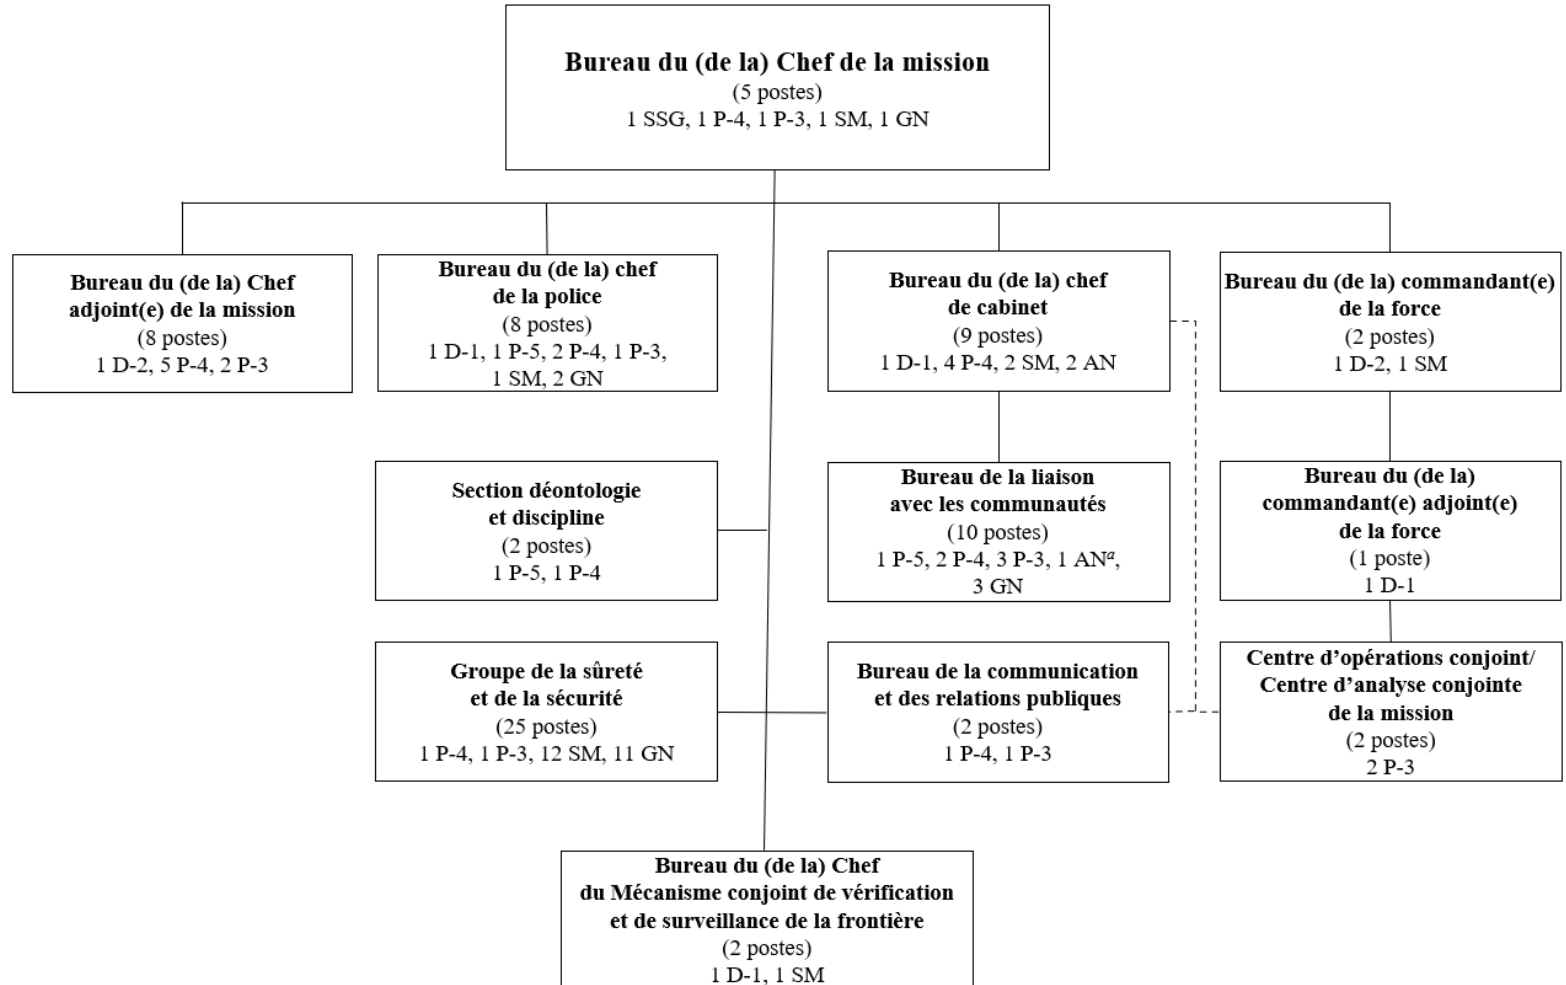 Bureau du (de la) Chef de la mission
(5 postes)
1 SSG, 1 P-4, 1 P-3, 1 SM, 1 GN
Bureau du (de la) Chef
adjoint(e) de la mission
(8 postes)
1 D-2, 5 P-4, 2 P-3
Bureau du (de la) chef
de la police
(8 postes)
1 D-1, 1 P-5, 2 P-4, 1 P-3,
1 SM, 2 GN
Bureau du (de la) chef
de cabinet
(9 postes)
1 D-1, 4 P-4, 2 SM, 2 AN
Bureau du (de la) commandant(e)
de la force
(2 postes)
1 D-2, 1 SM
Section déontologie
et discipline
(2 postes)
1 P-5, 1 P-4
Bureau de la liaison
avec les communautés
(10 postes)
1 P-5, 2 P-4, 3 P-3, 1 ANᵃ,
3 GN
Bureau du (de la)
commandant(e) adjoint(e)
de la force
(1 poste)
1 D-1
Groupe de la sûreté
et de la sécurité
(25 postes)
1 P-4, 1 P-3, 12 SM, 11 GN
Bureau de la communication
et des relations publiques
(2 postes)
1 P-4, 1 P-3
Centre d’opérations conjoint/
Centre d’analyse conjointe
de la mission
(2 postes)
2 P-3
Bureau du (de la) Chef
du Mécanisme conjoint de vérification
et de surveillance de la frontière
(2 postes)
1 D-1, 1 SM